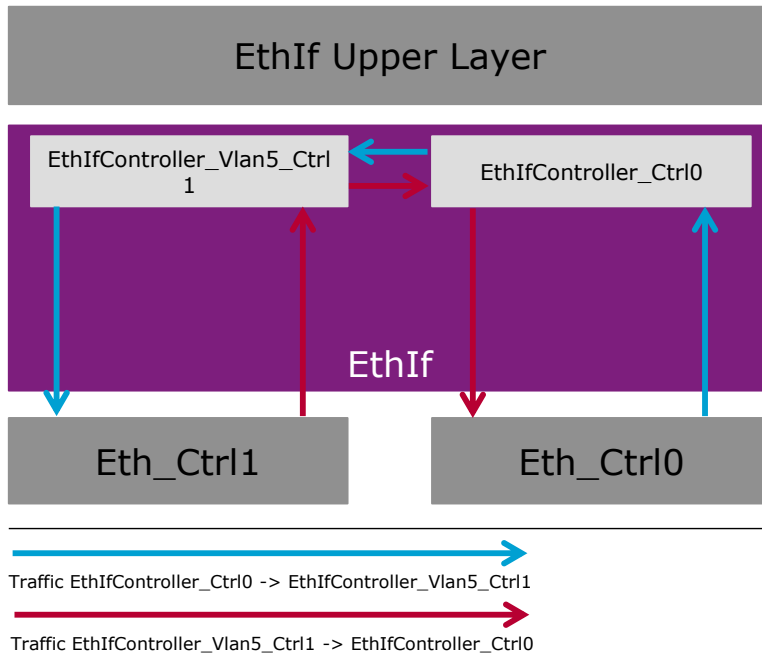 EthIf Upper Layer
EthIfController_Vlan5_Ctrl
1
EthIfController_Ctrl0
EthIf
Eth_Ctrl1
Eth_Ctrl0
Traffic EthIfController_Ctrl0 -> EthIfController_Vlan5_Ctrl1
Traffic EthIfController_Vlan5_Ctrl1 -> EthIfController_Ctrl0